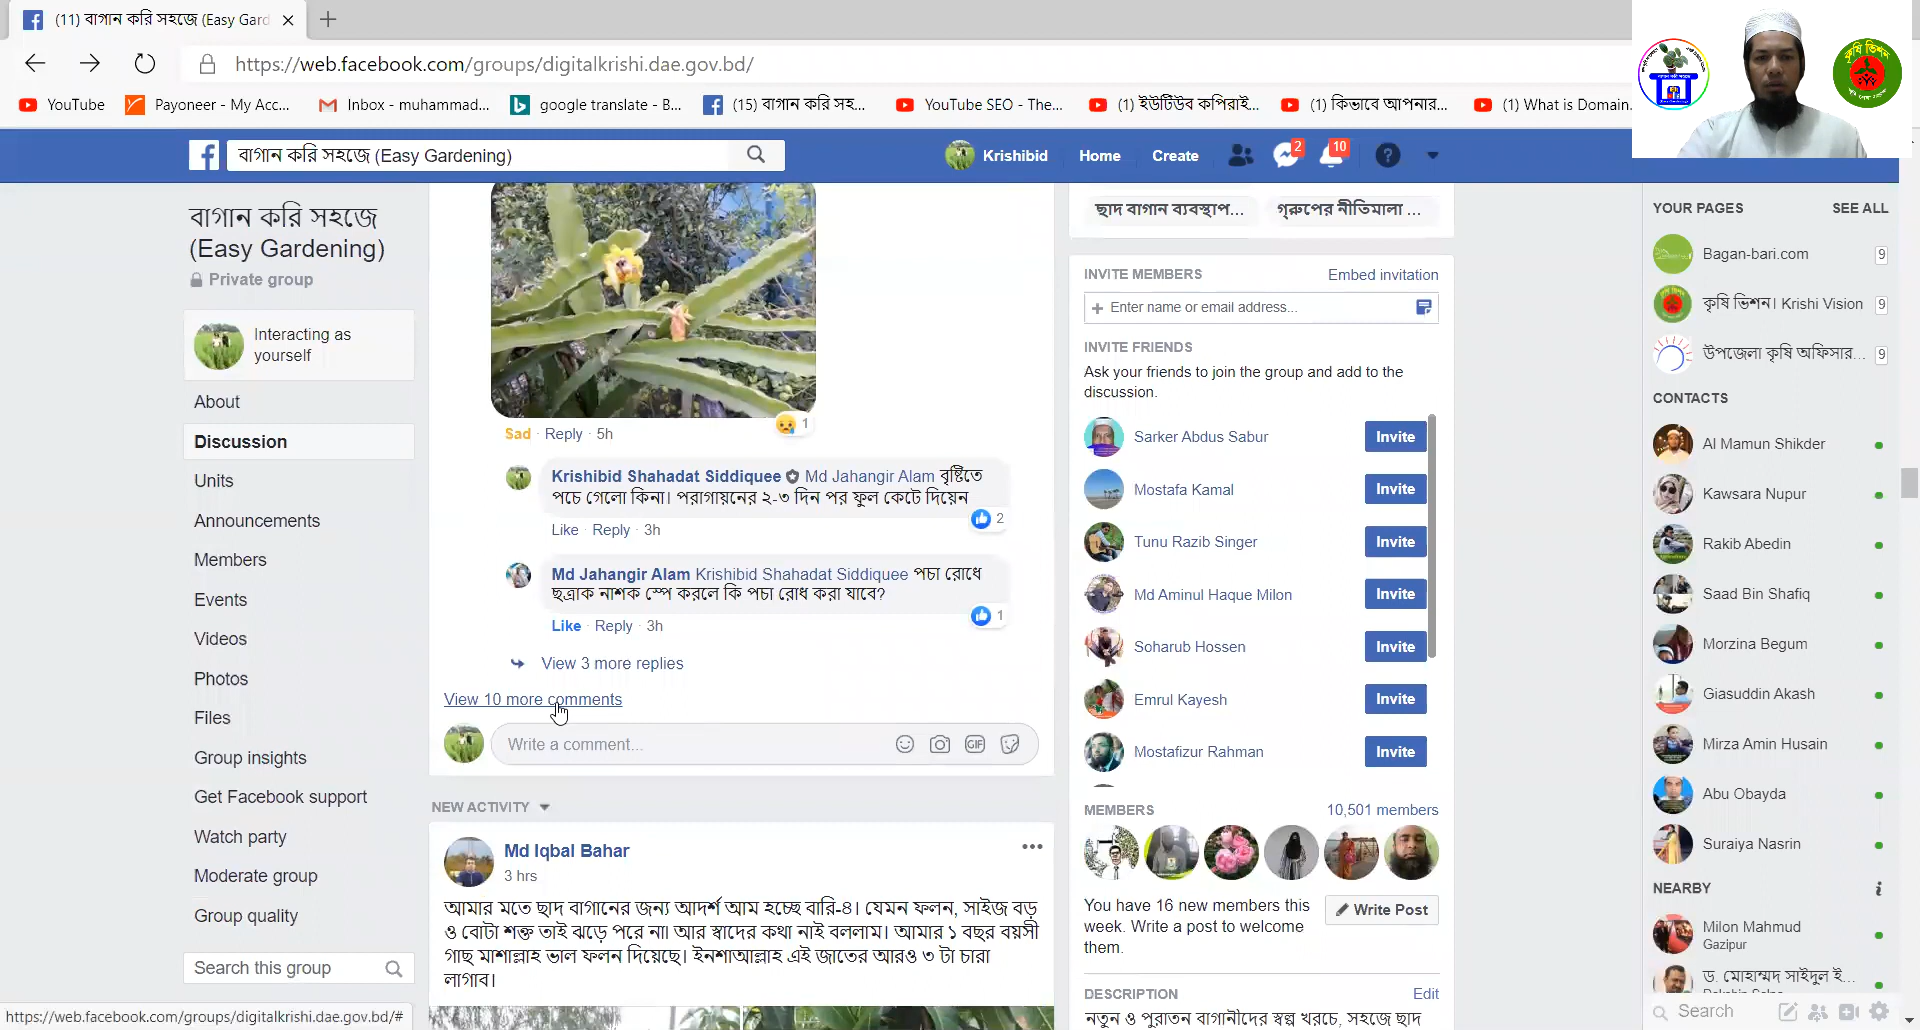 (11) বাগান করি সহজে (Easy Gard
https://web.facebook.com/groups/digitalkrishi.dae.gov.bd/
YouTube
Payoneer - My Acc...
Inbox - muhammad...
google translate - B...
(15) বাগান করি সহ...
YouTube SEO - The...
(1) ইউটিউব কপিরাই...
(1) কিভাবে আপনার...
(1) What is Domain.
বাগান করি সহজে (Easy Gardening)
Krishibid
Home
Create
2
10
বাগান করি সহজে
(Easy Gardening)
Private group
Interacting as
yourself
About
Discussion
Units
Announcements
Members
Events
Videos
Photos
Files
Group insights
Get Facebook support
Watch party
Moderate group
Group quality
Search this group
https://web.facebook.com/groups/digitalkrishi.dae.gov.bd/#
1
Sad · Reply · 5h
Krishibid Shahadat Siddiquee Md Jahangir Alam বৃষ্টিতে
পচে গেলো কিনা। পরাগায়নের ২-৩ দিন পর ফুল কেটে দিয়েন
2
Like · Reply · 3h
Md Jahangir Alam Krishibid Shahadat Siddiquee পচা রোধে
ছত্রাক নাশক স্পে করলে কি পচা রোধ করা যাবে?
1
Like · Reply · 3h
View 3 more replies
View 10 more comments
Write a comment...
GIF
NEW ACTIVITY
Md Iqbal Bahar
3 hrs
আমার মতে ছাদ বাগানের জন্য আদর্শ আম হচ্ছে বারি-৪। যেমন ফলন, সাইজ বড়
ও বোটা শক্ত তাই ঝড়ে পরে না। আর স্বাদের কথা নাই বললাম। আমার ১ বছর বয়সী
গাছ মাশাল্লাহ ভাল ফলন দিয়েছে। ইনশাআল্লাহ এই জাতের আরও ৩ টা চারা
লাগাব।
ছাদ বাগান ব্যবস্থাপ...
গ্রুপের নীতিমালা ...
INVITE MEMBERS
Embed invitation
Enter name or email address...
INVITE FRIENDS
Ask your friends to join the group and add to the
discussion.
Sarker Abdus Sabur
Invite
Mostafa Kamal
Invite
Tunu Razib Singer
Invite
Md Aminul Haque Milon
Invite
Soharub Hossen
Invite
Emrul Kayesh
Invite
Mostafizur Rahman
Invite
MEMBERS
10,501 members
You have 16 new members this
week. Write a post to welcome
them.
Write Post
DESCRIPTION
Edit
নতুন ও পুরাতন বাগানীদের স্বল্প খরচে, সহজে ছাদ
কৃষি ভিশন
YOUR PAGES
SEE ALL
Bagan-bari.com
9
কৃষি ভিশন। Krishi Vision
9
উপজেলা কৃষি অফিসার...
9
CONTACTS
Al Mamun Shikder
Kawsara Nupur
Rakib Abedin
Saad Bin Shafiq
Morzina Begum
Giasuddin Akash
Mirza Amin Husain
Abu Obayda
Suraiya Nasrin
NEARBY
Milon Mahmud
Gazipur
ড. মোহাম্মদ সাইদুল ই...
Search